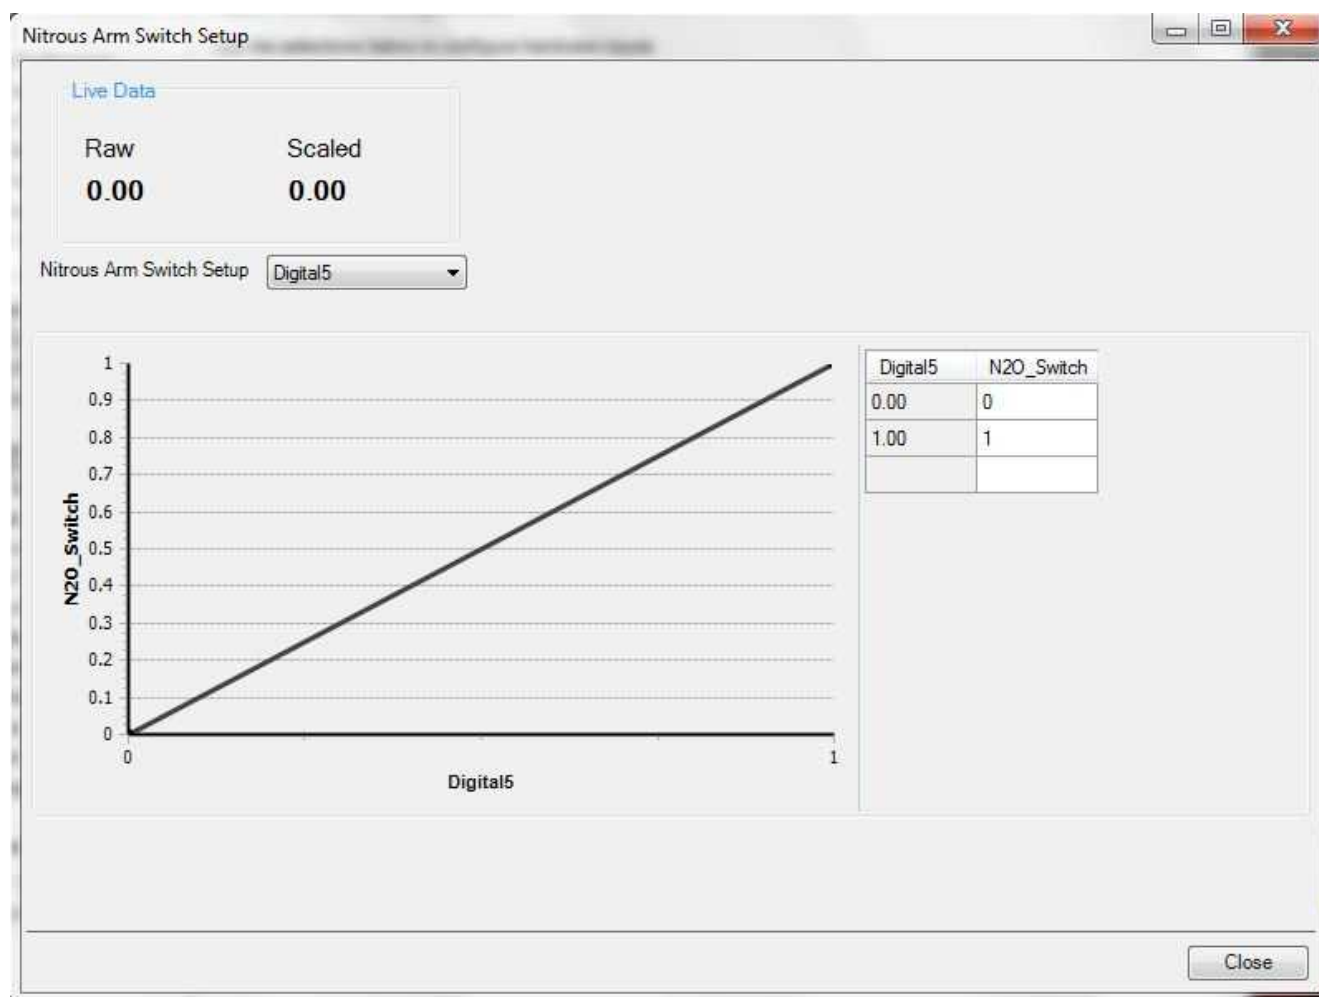 Nitrous Arm Switch Setup
Live Data
Raw Scaled
0.00 0.00
Nitrous Arm Switch Setup Digital5
1
0.9
0.8
0.7
0.6
0.5
0.4
0.3
0.2
0.1
0
N2O_Switch
0 1
Digital5
Digital5 N2O_Switch
0.00 0
1.00 1
Close